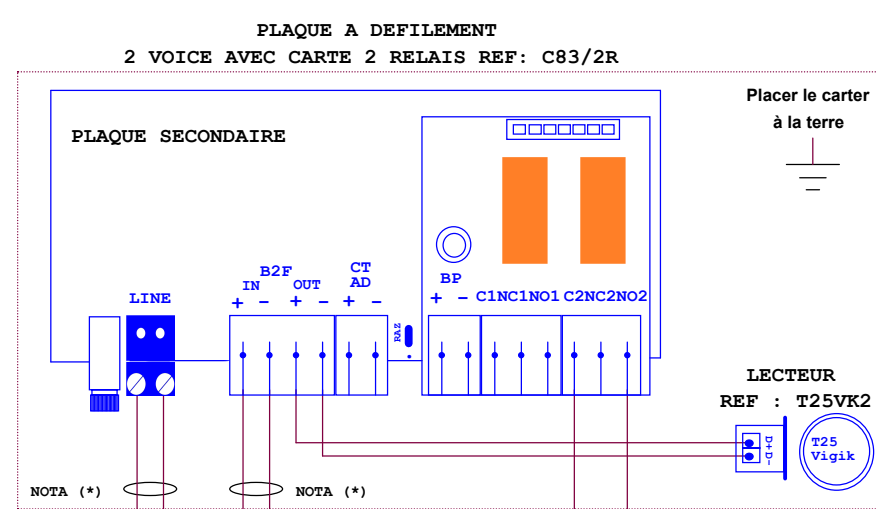 PLAQUE A DEFILEMENT
2 VOICE AVEC CARTE 2 RELAIS REF: C83/2R
Placer le carter
à la terre
PLAQUE SECONDAIRE
B2F
IN OUT
+ - + -
CT
AD
+ -
BP
+ -
C1NC1NO1 C2NC2NO2
LINE
RAZ
LECTEUR
REF : T25VK2
D+
D-
T25
Vigik
NOTA (*)
NOTA (*)